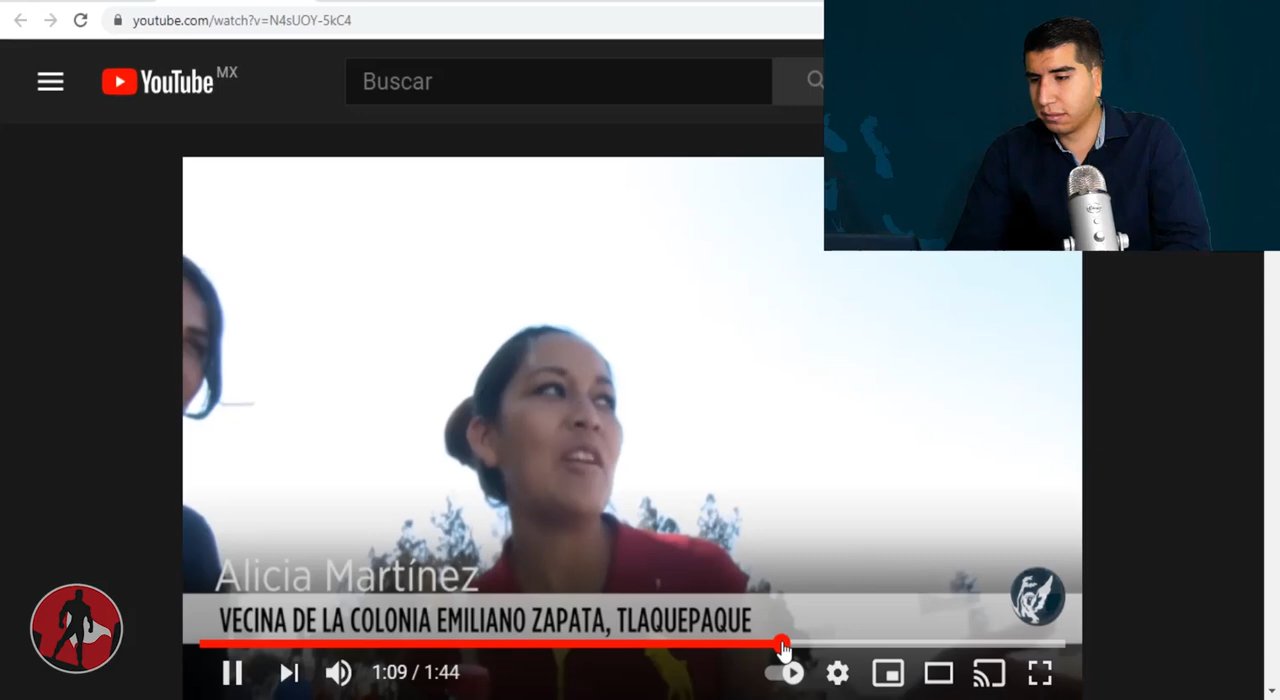 youtube.com/watch?v=N4sUOY-5kC4
YouTube MX
Buscar
Alicia Martínez
VECINA DE LA COLONIA EMILIANO ZAPATA, TLAQUEPAQUE
1:09 / 1:44